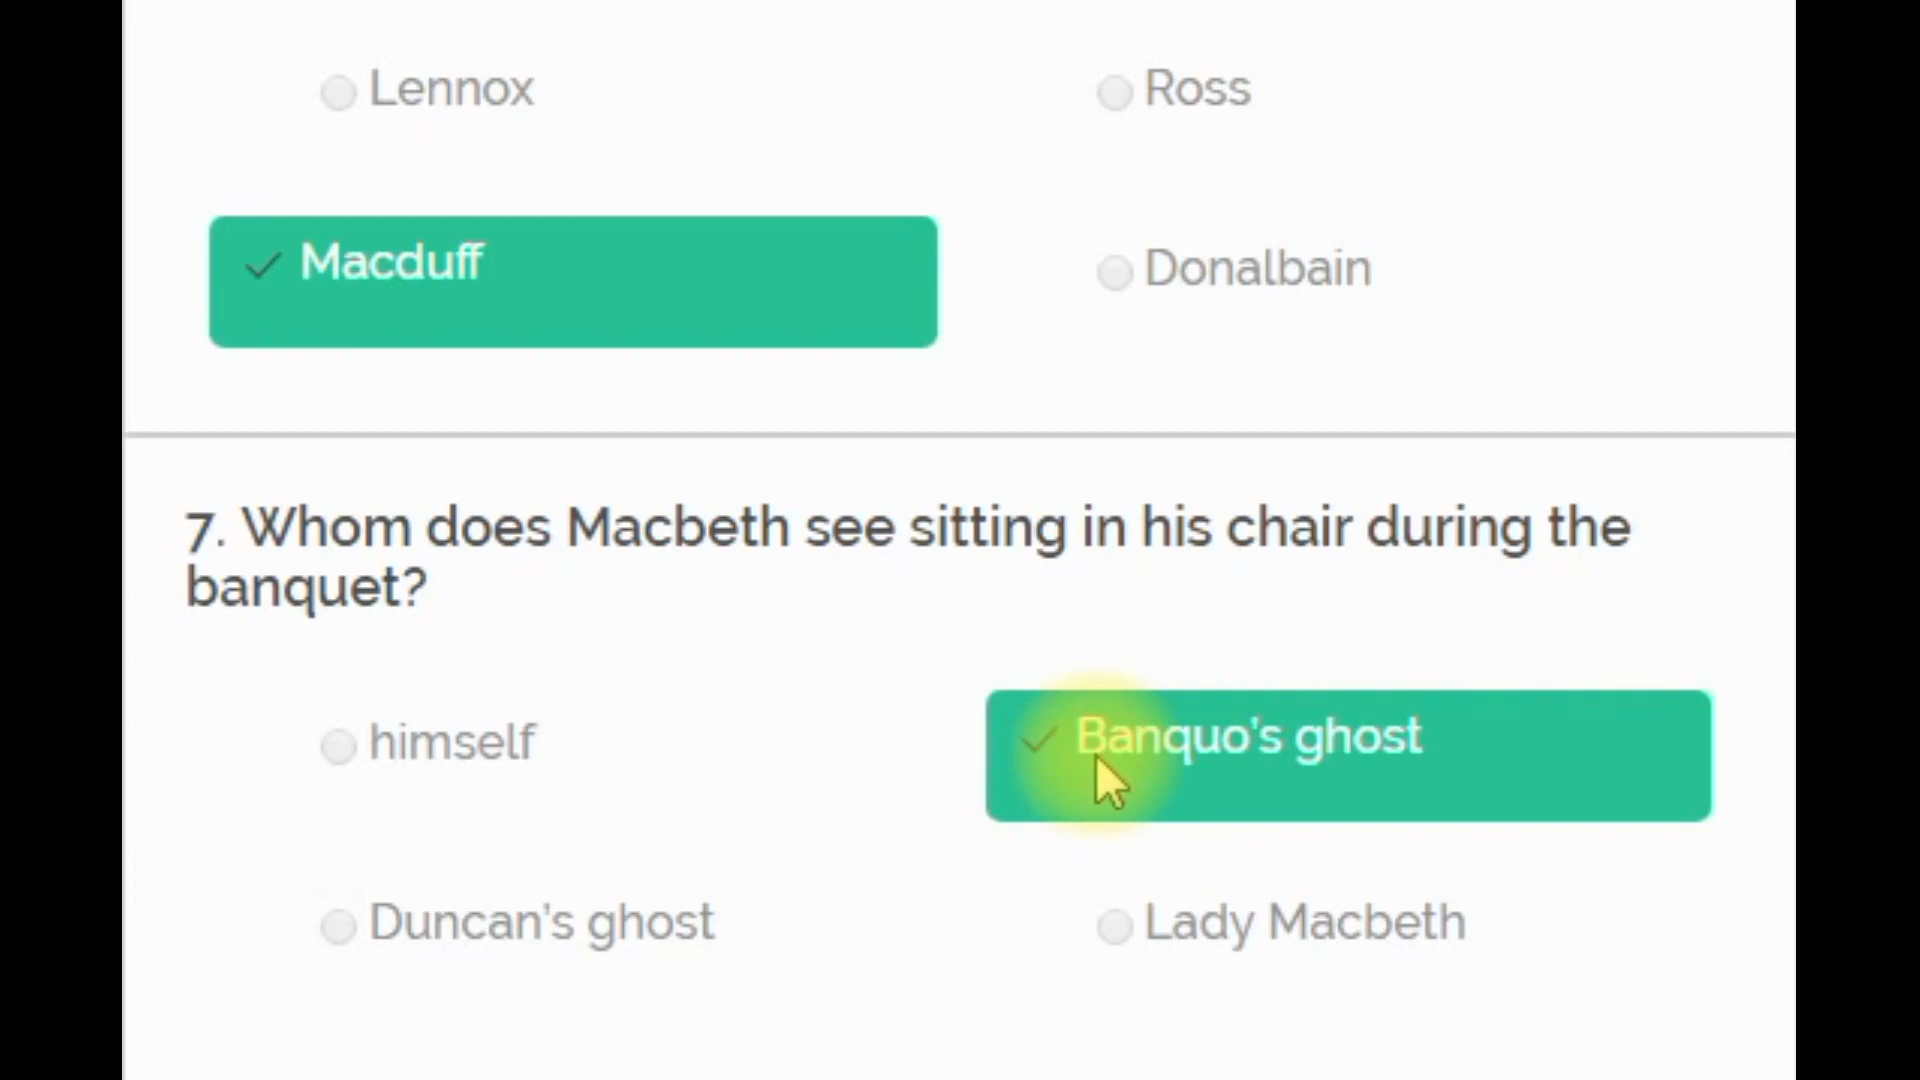 Lennox
Ross
Macduff
Donalbain
7. Whom does Macbeth see sitting in his chair during the
banquet?
himself
Banquo's ghost
Duncan's ghost
Lady Macbeth